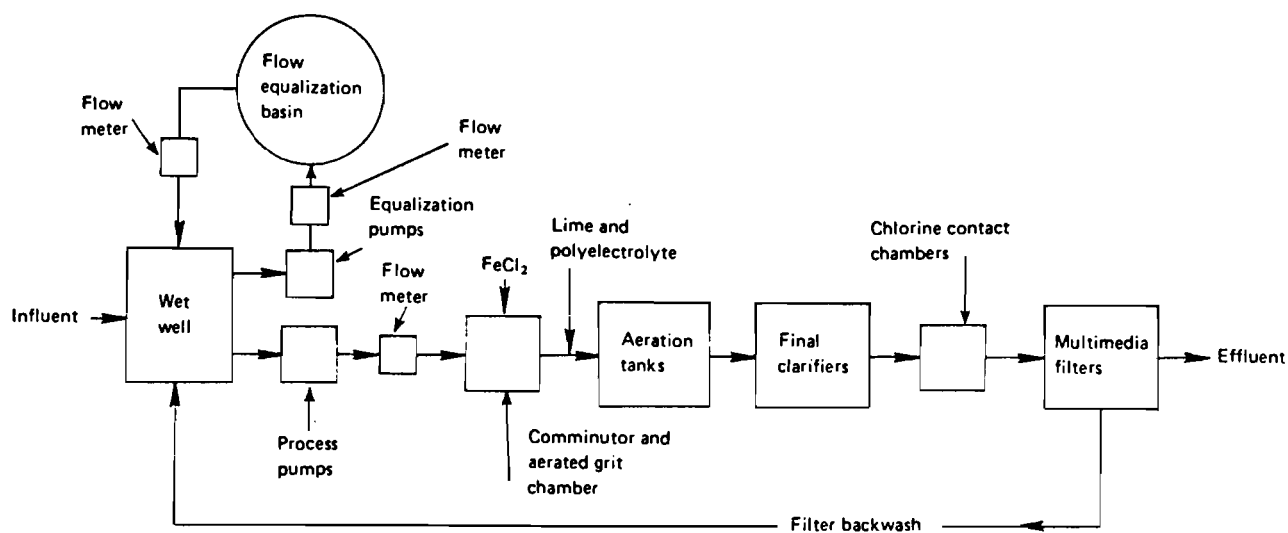 Flow
equalization
basin
Flow
meter
Flow
meter
Equalization
pumps
Lime and
polyelectrolyte
Chlorine contact
chambers
FeCl₂
Flow
meter
Influent
Wet
well
Aeration
tanks
Final
clarifiers
Multimedia
filters
Effluent
Process
pumps
Comminutor and
aerated grit
chamber
Filter backwash